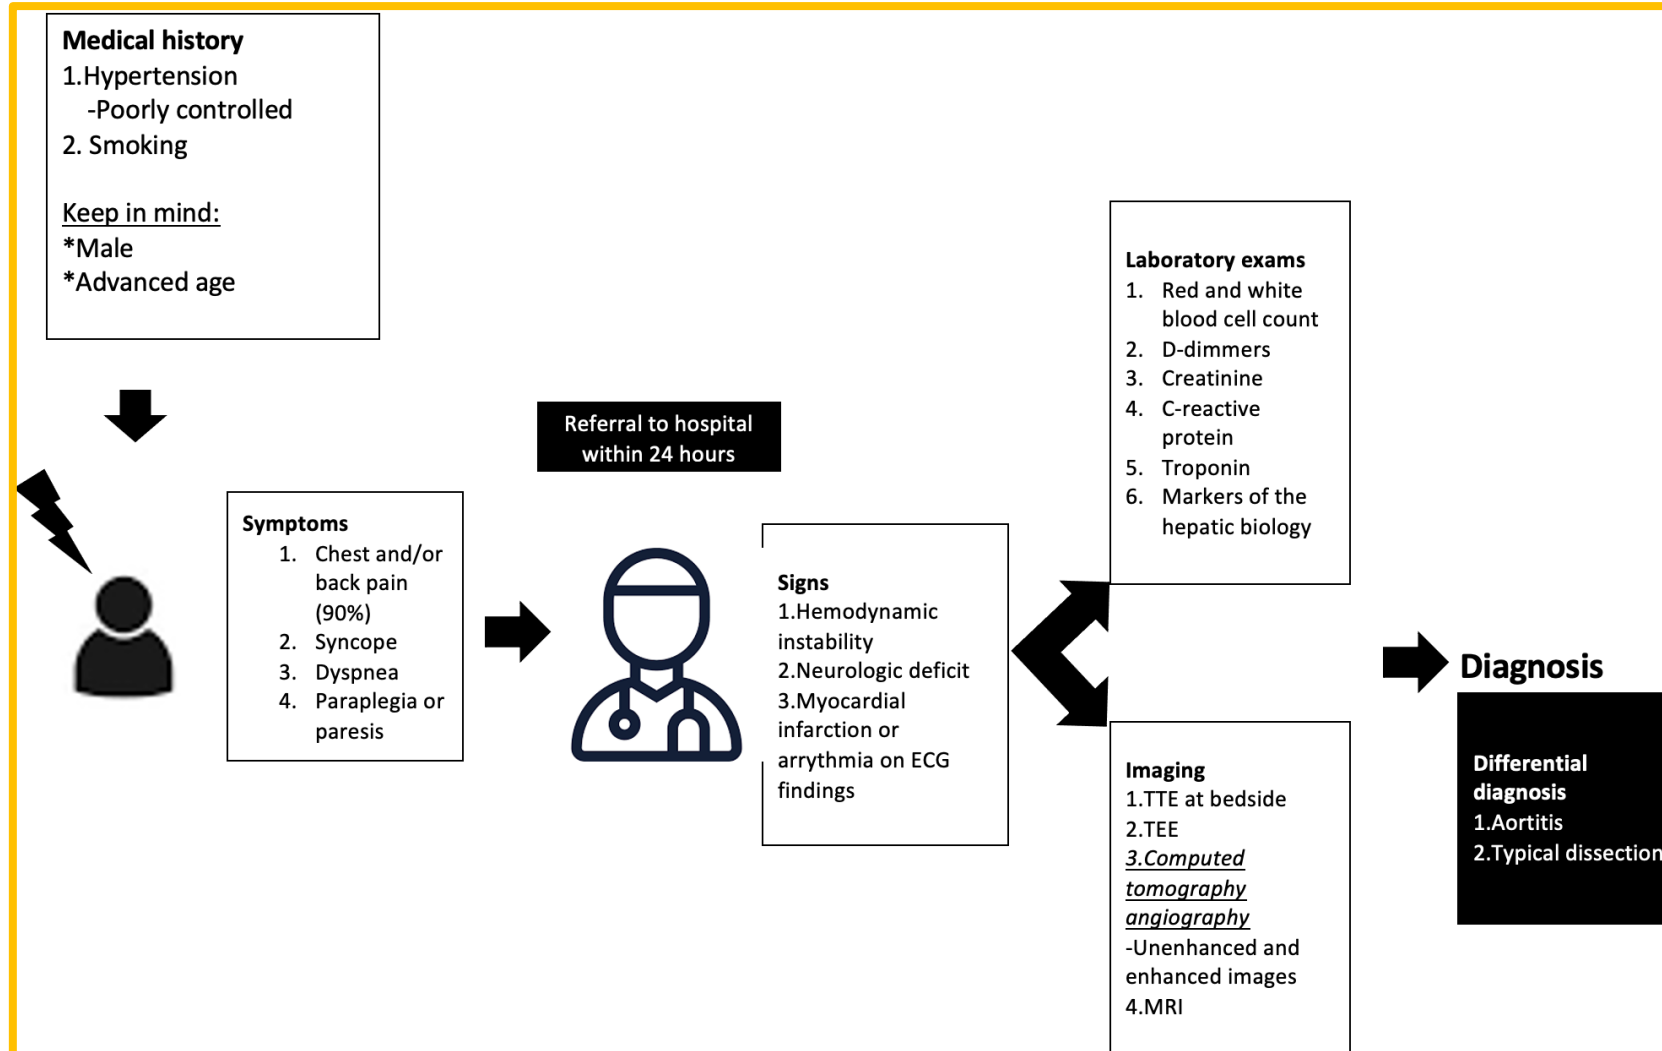 Medical history
1.Hypertension
-Poorly controlled
2. Smoking
Keep in mind:
*Male
*Advanced age
Symptoms
1. Chest and/or
back pain
(90%)
2. Syncope
3. Dyspnea
4. Paraplegia or
paresis
Referral to hospital
within 24 hours
Signs
1.Hemodynamic
instability
2.Neurologic deficit
3.Myocardial
infarction or
arrythmia on ECG
findings
Laboratory exams
1. Red and white
blood cell count
2. D-dimmers
3. Creatinine
4. C-reactive
protein
5. Troponin
6. Markers of the
hepatic biology
Imaging
1.TTE at bedside
2.TEE
3.Computed
tomography
angiography
-Unenhanced and
enhanced images
4.MRI
Diagnosis
Differential
diagnosis
1.Aortitis
2.Typical dissection